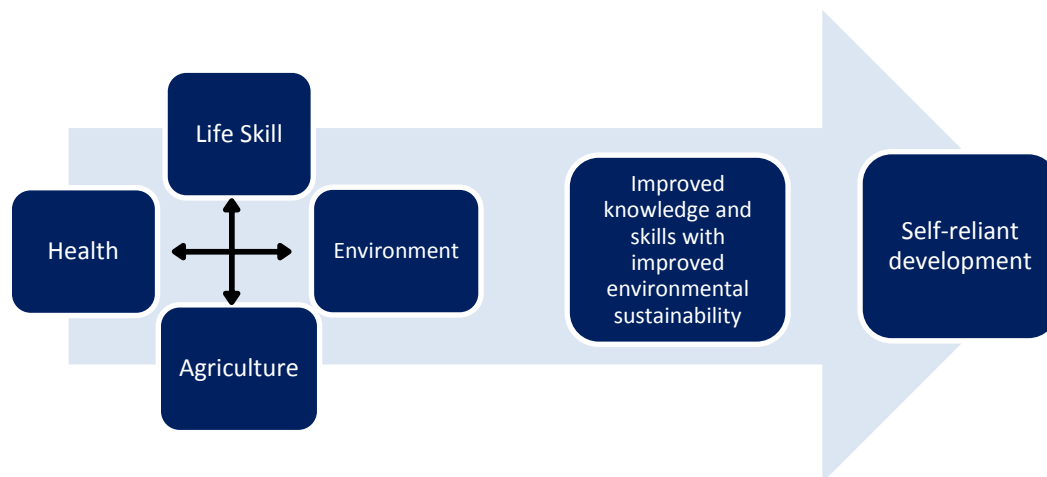 Life Skill
Health
Environment
Agriculture
Improved
knowledge and
skills with
improved
environmental
sustainability
Self-reliant
development